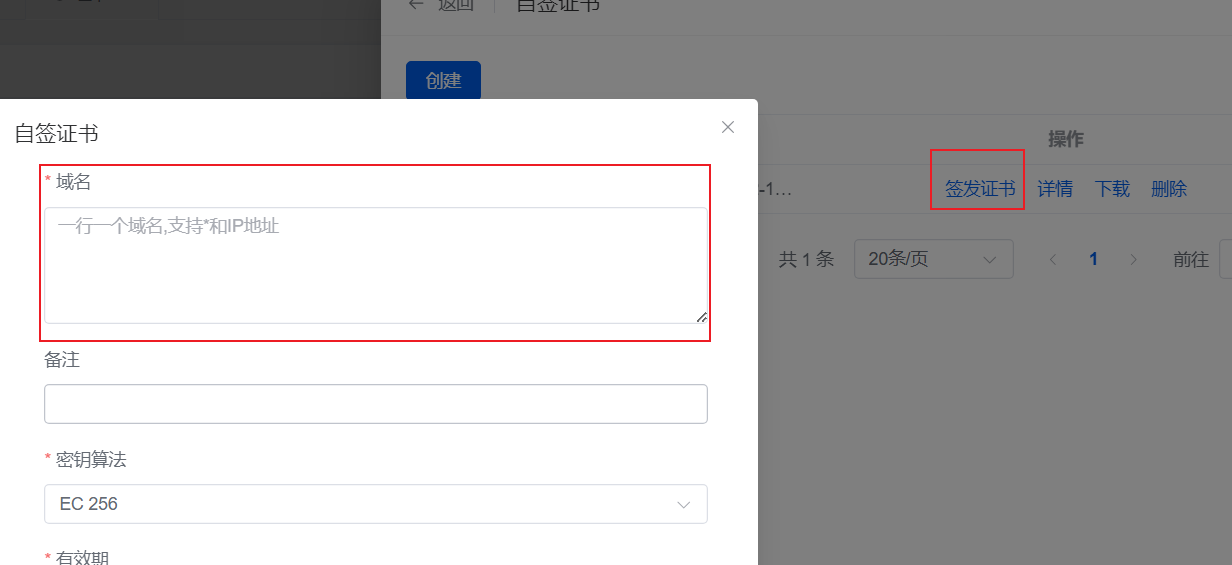 返回 自签证书
创建
自签证书
* 域名
一行一个域名,支持*和IP地址
备注
* 密钥算法
EC 256
* 有效期
操作
-1... 签发证书 详情 下载 删除
共 1 条 20条/页 1 前往